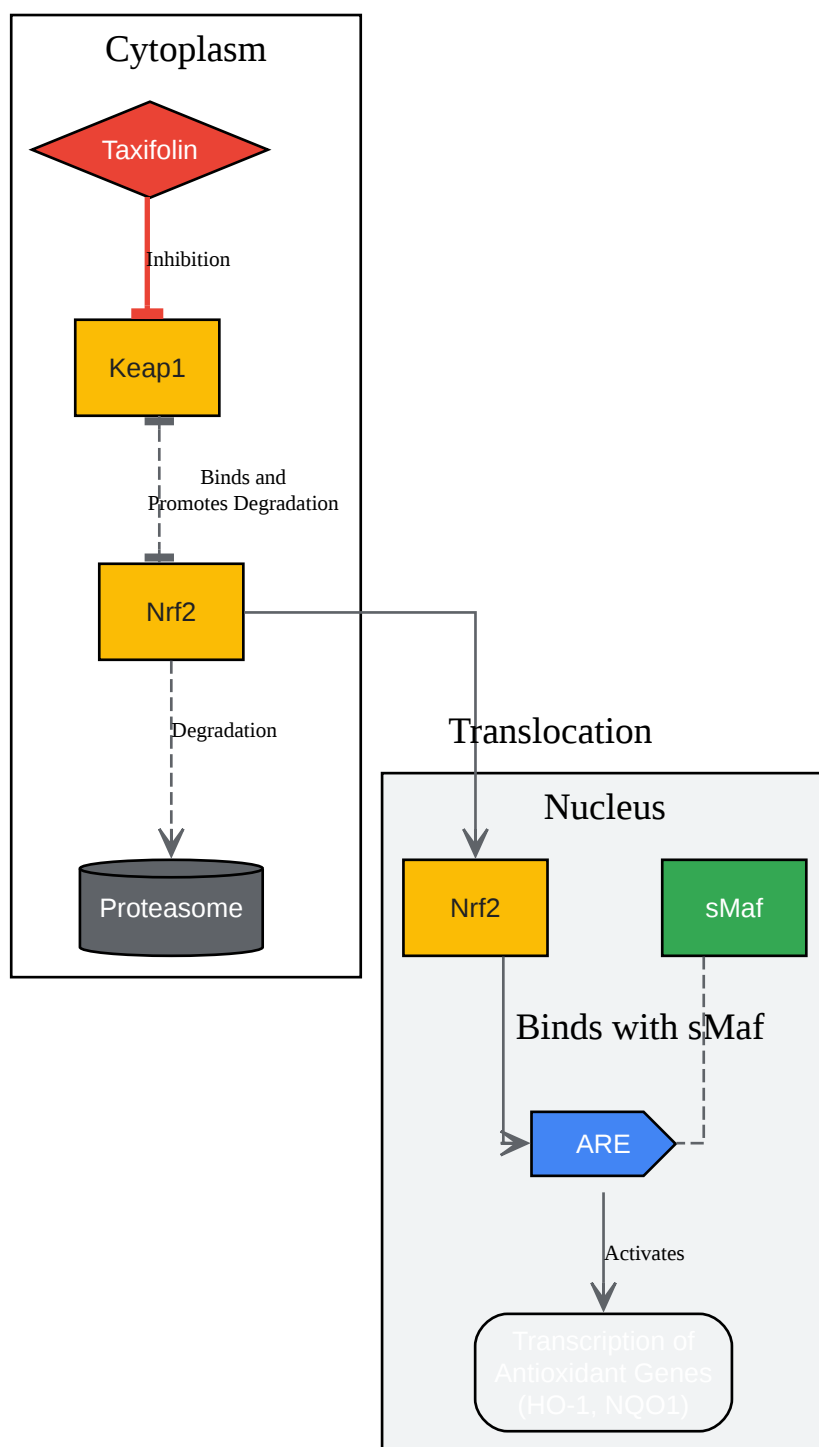 Cytoplasm
Taxifolin
Inhibition
Keap1
Binds and
Promotes Degradation
Nrf2
Degradation
Translocation
Nucleus
Proteasome
Nrf2
sMaf
Binds with sMaf
ARE
Activates
Transcription of
Antioxidant Genes
(HO-1, NQO1)